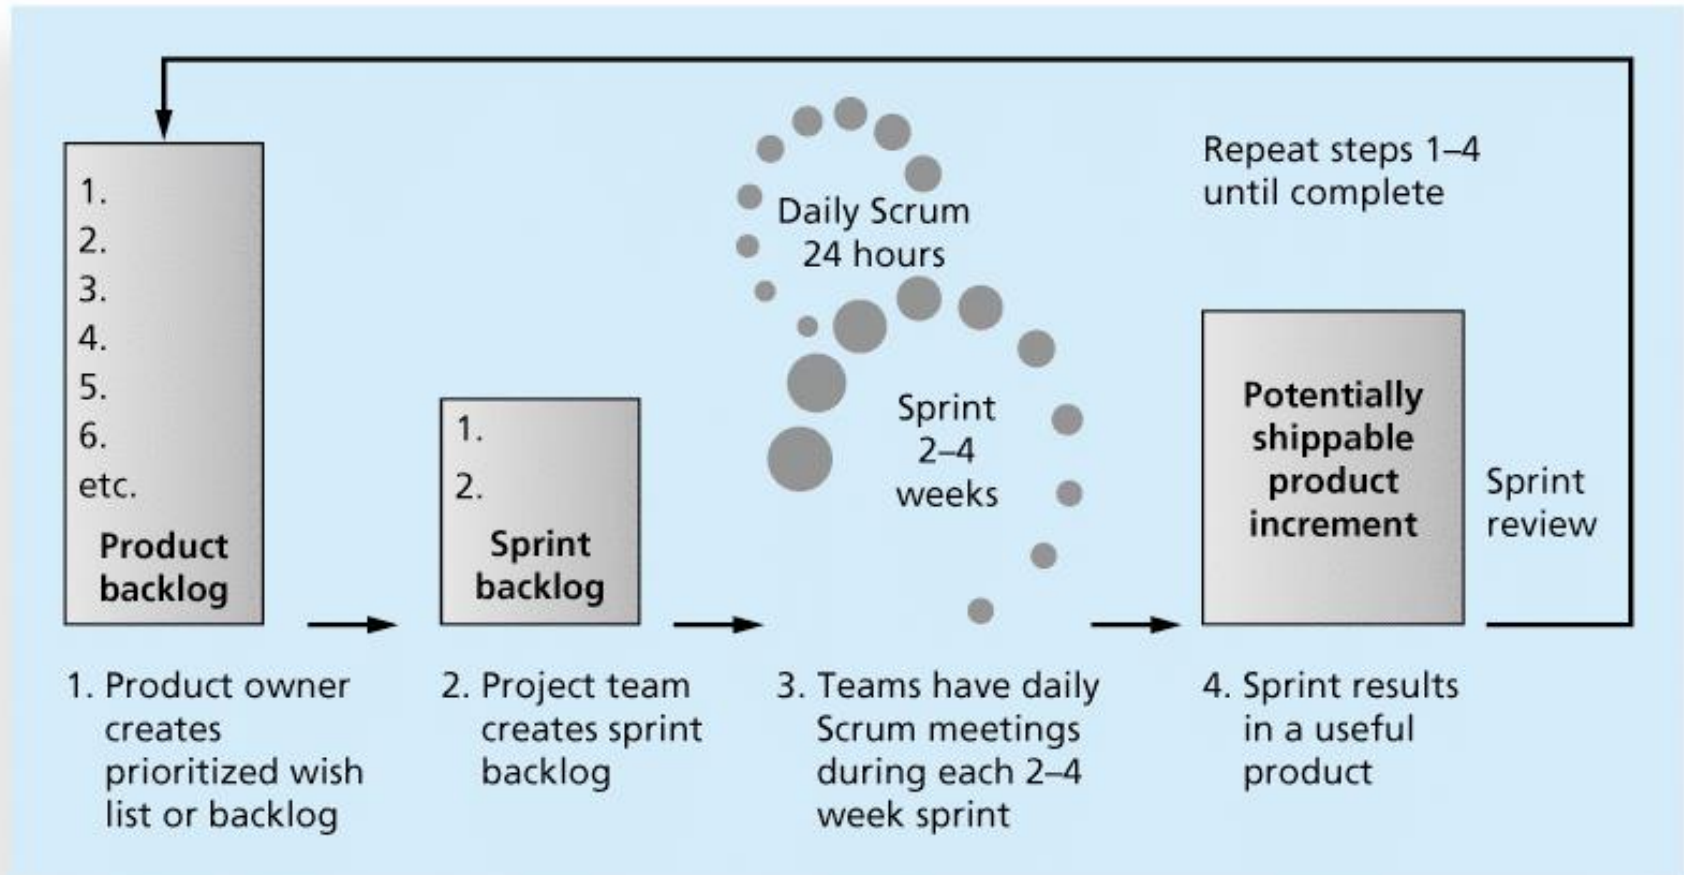 1.
2.
3.
4.
5.
6.
etc.
Product
backlog
1.
2.
Sprint
backlog
Daily Scrum
24 hours
Sprint
2–4
weeks
Repeat steps 1–4
until complete
Potentially
shippable
product
increment
Sprint
review
1. Product owner
creates
prioritized wish
list or backlog
2. Project team
creates sprint
backlog
3. Teams have daily
Scrum meetings
during each 2–4
week sprint
4. Sprint results
in a useful
product